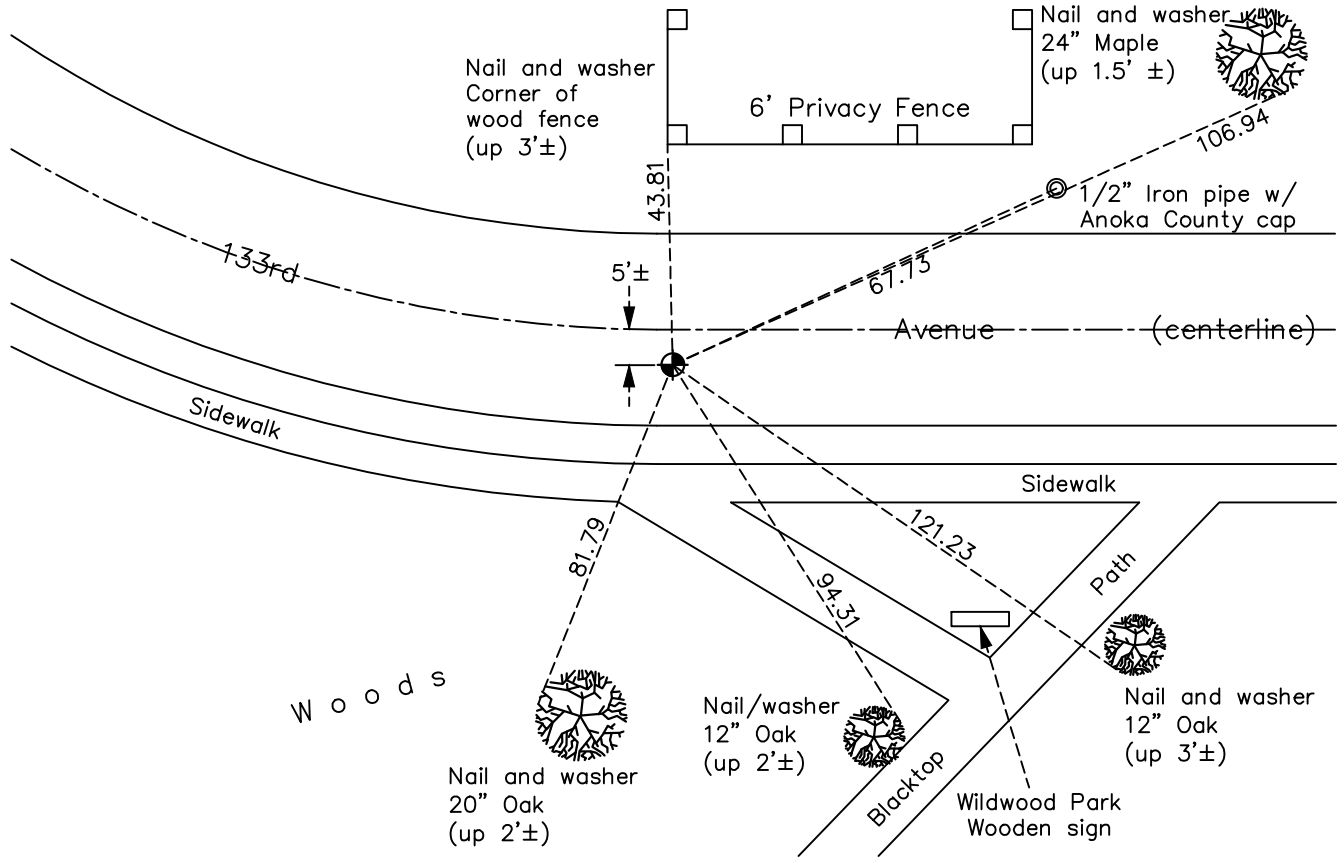 Nail and washer
24" Maple
(up 1.5' ±)
Nail and washer
Corner of
wood fence
(up 3'±)
6' Privacy Fence
106.94
43.81
1/2" Iron pipe w/
Anoka County cap
133rd
5'±
67.73
Avenue
(centerline)
Sidewalk
Sidewalk
121.23
81.79
94.31
Path
Woods
Nail/washer
12" Oak
(up 2'±)
Nail and washer
12" Oak
(up 3'±)
Nail and washer
20" Oak
(up 2'±)
Blacktop
Wildwood Park
Wooden sign